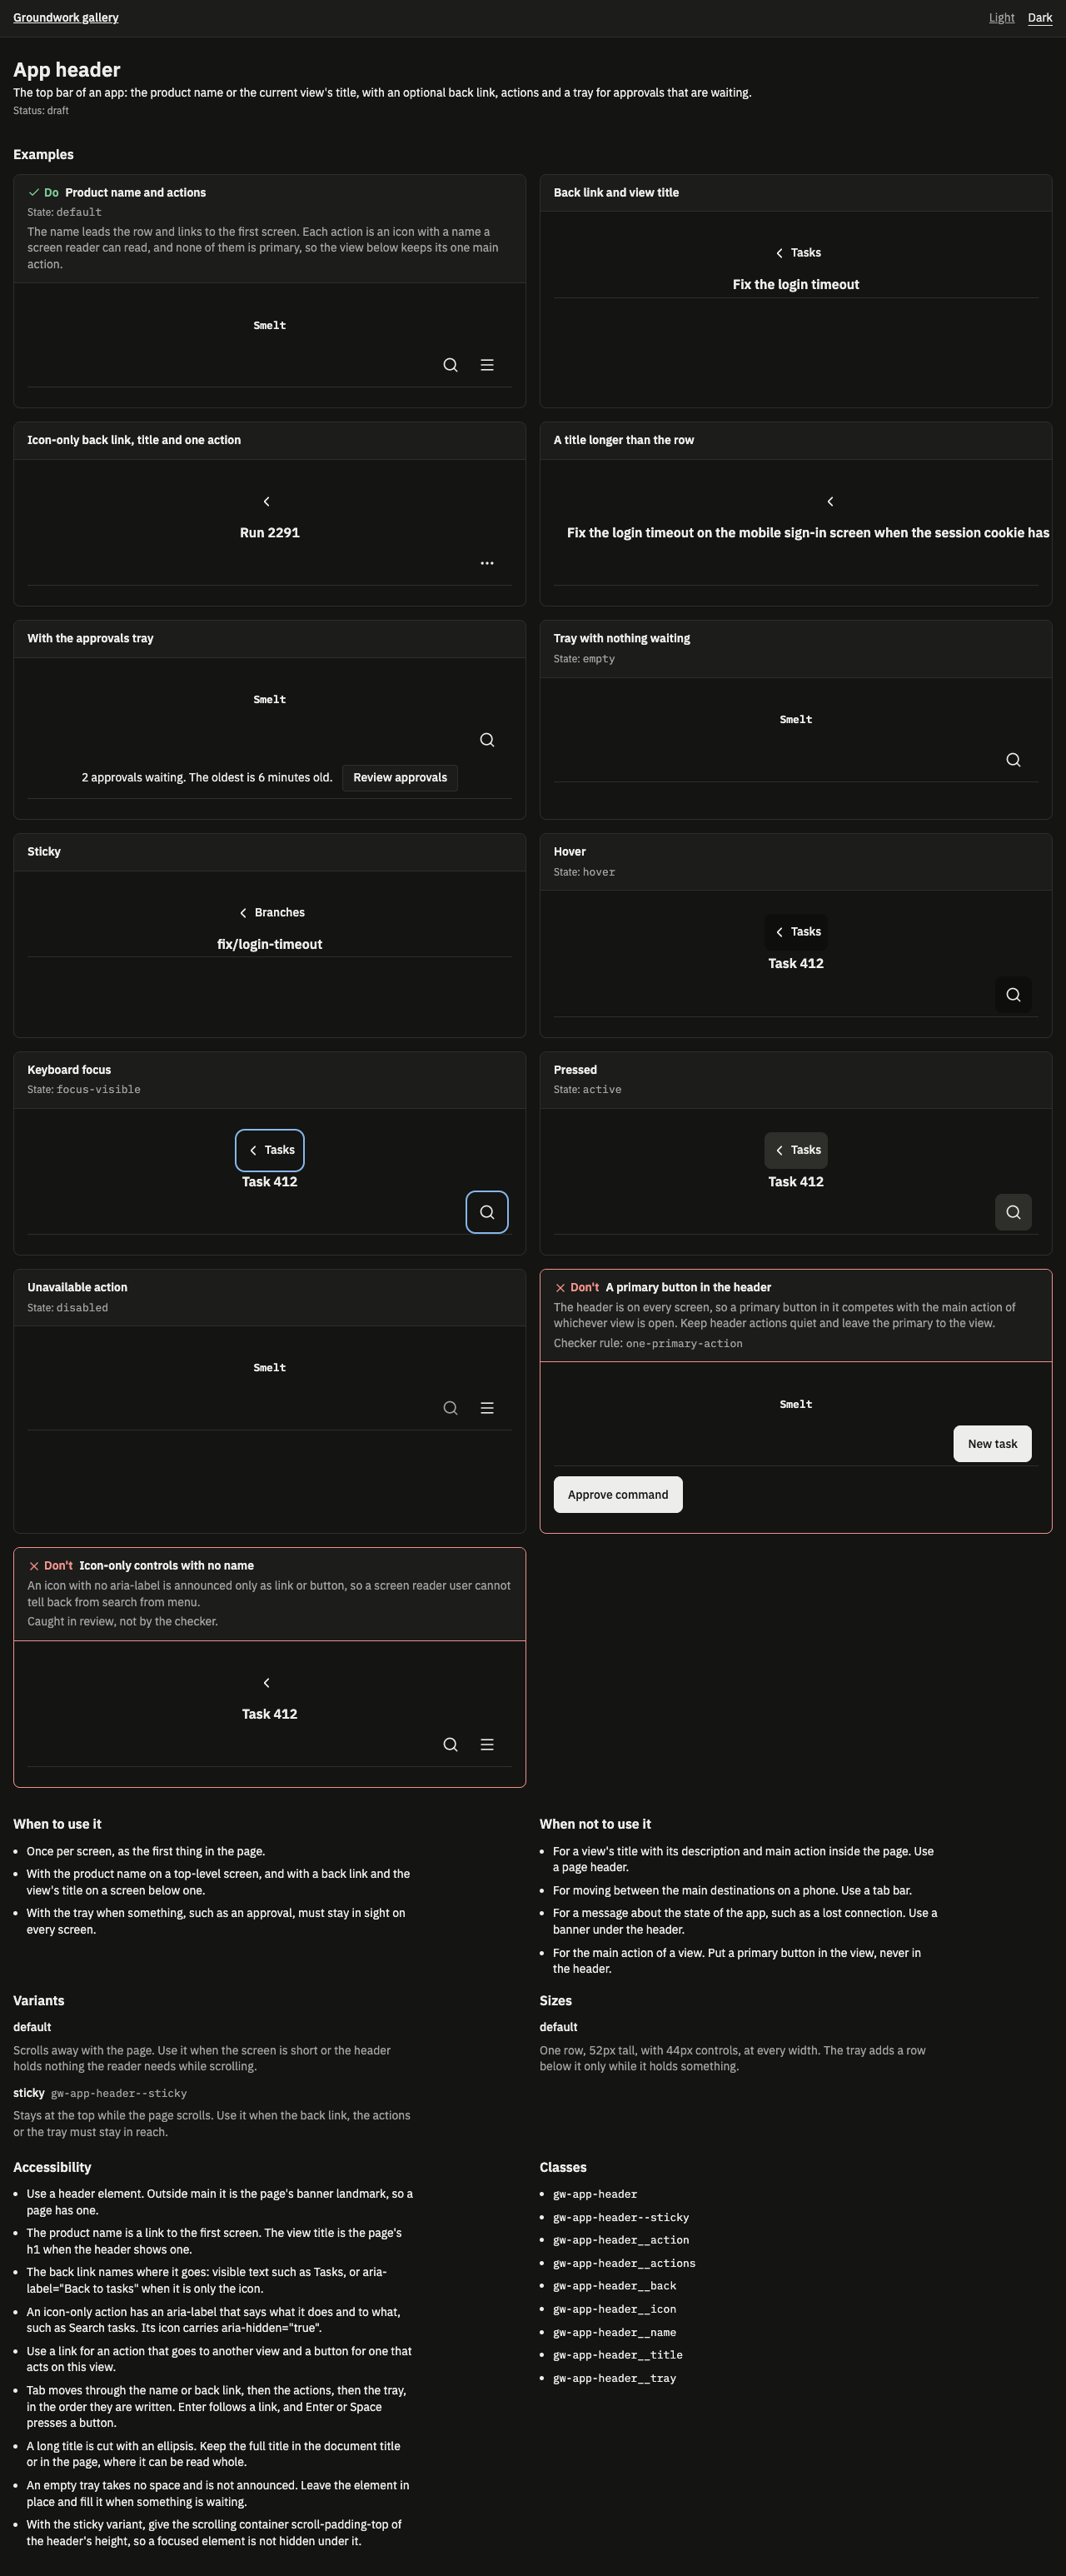 Groundwork gallery
Light
Dark
App header
The top bar of an app: the product name or the current view's title, with an optional back link, actions and a tray for approvals that are waiting.
Status: draft
Examples
Do Product name and actions
State: default
The name leads the row and links to the first screen. Each action is an icon with a name a
screen reader can read, and none of them is primary, so the view below keeps its one main
action.
Smelt
Back link and view title
Tasks
Fix the login timeout
Icon-only back link, title and one action
Run 2291
A title longer than the row
Fix the login timeout on the mobile sign-in screen when the session cookie has
With the approvals tray
Smelt
2 approvals waiting. The oldest is 6 minutes old.
Review approvals
Tray with nothing waiting
State: empty
Smelt
Sticky
Branches
fix/login-timeout
Hover
State: hover
Tasks
Task 412
Keyboard focus
State: focus-visible
Tasks
Task 412
Pressed
State: active
Tasks
Task 412
Unavailable action
State: disabled
Smelt
Don't A primary button in the header
The header is on every screen, so a primary button in it competes with the main action of
whichever view is open. Keep header actions quiet and leave the primary to the view.
Checker rule: one-primary-action
Smelt
New task
Approve command
Don't Icon-only controls with no name
An icon with no aria-label is announced only as link or button, so a screen reader user cannot
tell back from search from menu.
Caught in review, not by the checker.
Task 412
When to use it
Once per screen, as the first thing in the page.
With the product name on a top-level screen, and with a back link and the
view's title on a screen below one.
With the tray when something, such as an approval, must stay in sight on
every screen.
When not to use it
For a view's title with its description and main action inside the page. Use
a page header.
For moving between the main destinations on a phone. Use a tab bar.
For a message about the state of the app, such as a lost connection. Use a
banner under the header.
For the main action of a view. Put a primary button in the view, never in
the header.
Variants
default
Scrolls away with the page. Use it when the screen is short or the header
holds nothing the reader needs while scrolling.
sticky gw-app-header--sticky
Stays at the top while the page scrolls. Use it when the back link, the actions
or the tray must stay in reach.
Sizes
default
One row, 52px tall, with 44px controls, at every width. The tray adds a row
below it only while it holds something.
Accessibility
Use a header element. Outside main it is the page's banner landmark, so a
page has one.
The product name is a link to the first screen. The view title is the page's
h1 when the header shows one.
The back link names where it goes: visible text such as Tasks, or aria-
label="Back to tasks" when it is only the icon.
An icon-only action has an aria-label that says what it does and to what,
such as Search tasks. Its icon carries aria-hidden="true".
Use a link for an action that goes to another view and a button for one that
acts on this view.
Tab moves through the name or back link, then the actions, then the tray,
in the order they are written. Enter follows a link, and Enter or Space
presses a button.
A long title is cut with an ellipsis. Keep the full title in the document title
or in the page, where it can be read whole.
An empty tray takes no space and is not announced. Leave the element in
place and fill it when something is waiting.
With the sticky variant, give the scrolling container scroll-padding-top of
the header's height, so a focused element is not hidden under it.
Classes
gw-app-header
gw-app-header--sticky
gw-app-header__action
gw-app-header__actions
gw-app-header__back
gw-app-header__icon
gw-app-header__name
gw-app-header__title
gw-app-header__tray